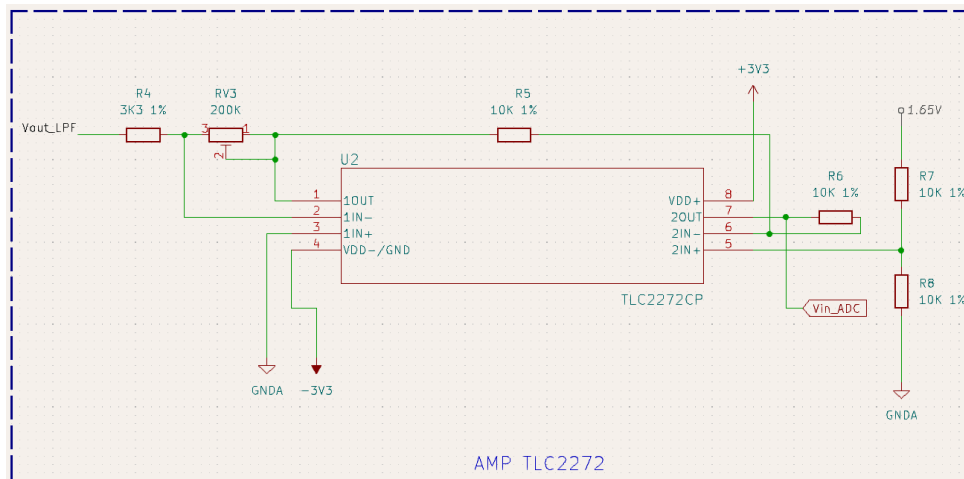 +3V3
R4
3K3 1%
RV3
200K
R5
10K 1%
1.65V
Vout_LPF
3
1
2
U2
R6
10K 1%
R7
10K 1%
1
1OUT
VDD+
8
2
1IN-
2OUT
7
3
1IN+
2IN-
6
4
VDD-/GND
2IN+
5
R8
10K 1%
TLC2272CP
Vin_ADC
GNDA
-3V3
GNDA
AMP TLC2272